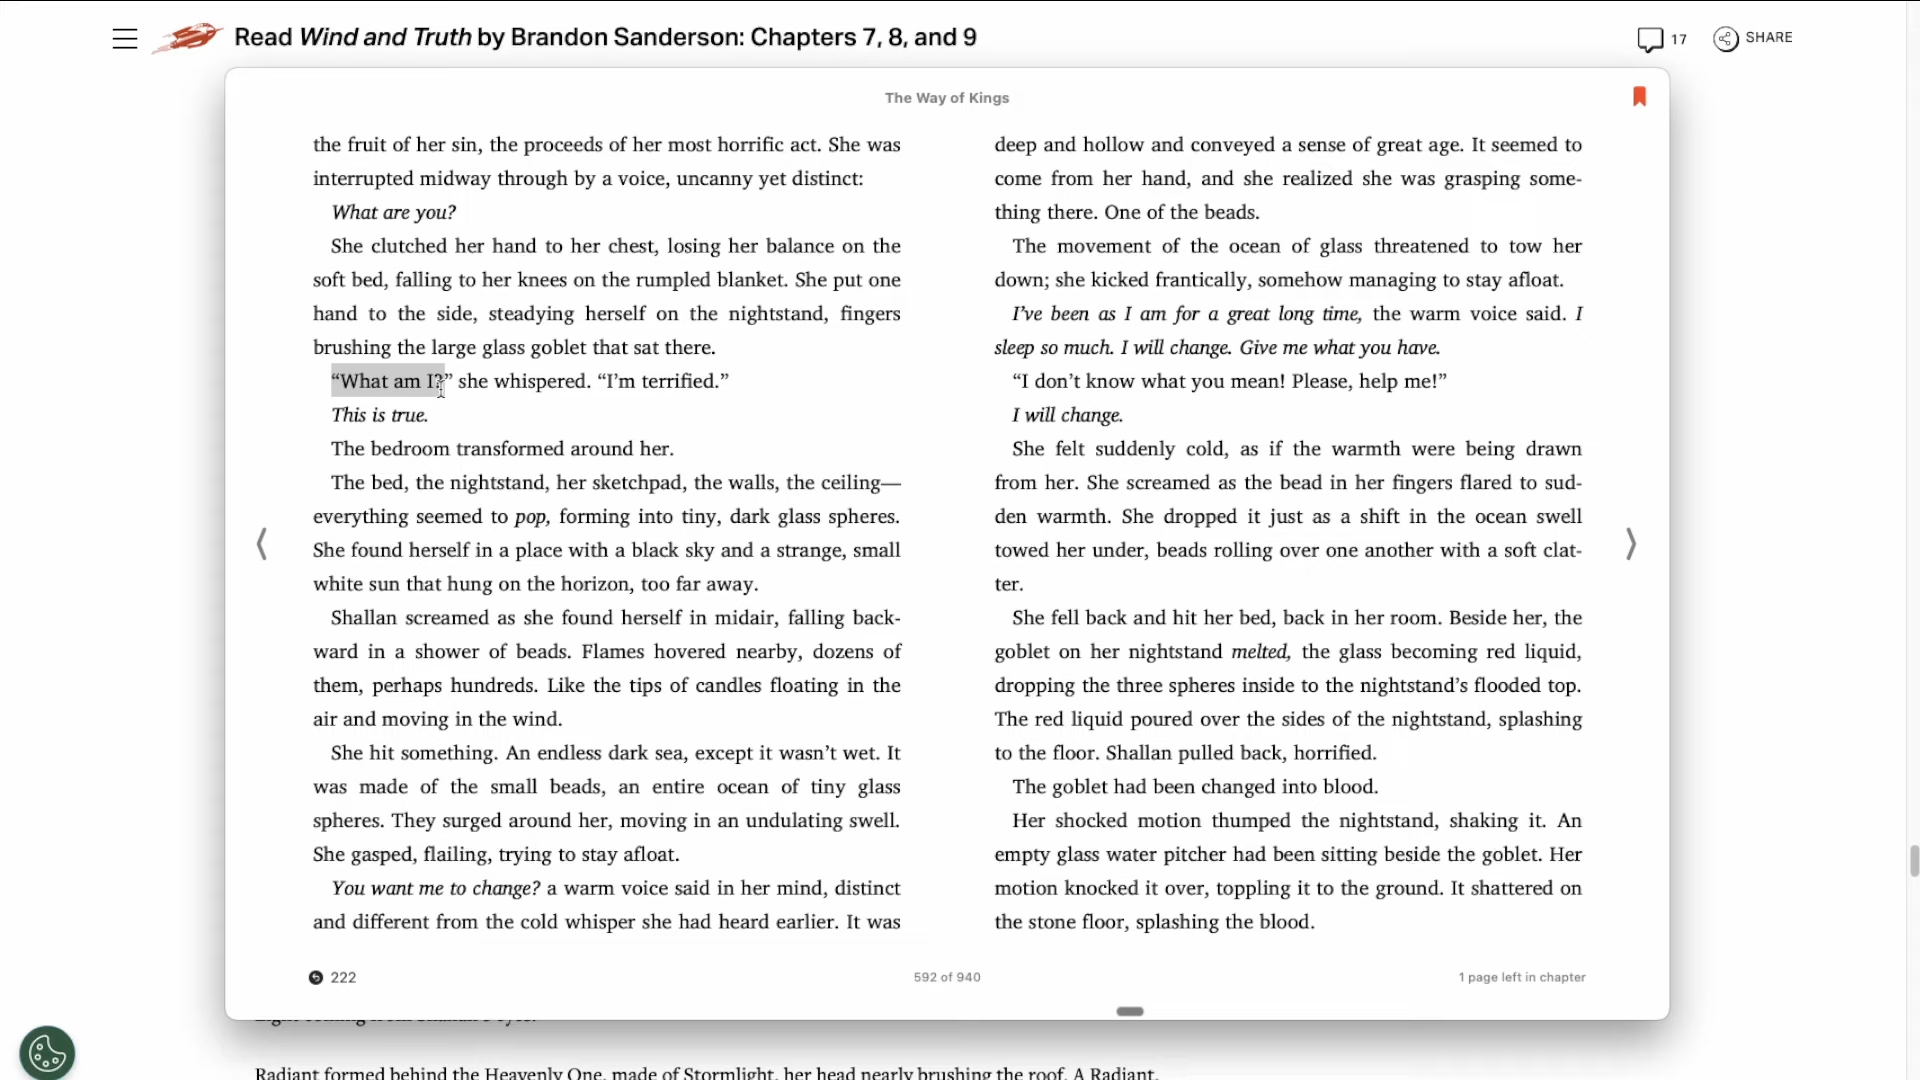 Read Wind and Truth by Brandon Sanderson: Chapters 7, 8, and 9
17
SHARE
The Way of Kings
the fruit of her sin, the proceeds of her most horrific act. She was
interrupted midway through by a voice, uncanny yet distinct:
What are you?
She clutched her hand to her chest, losing her balance on the
soft bed, falling to her knees on the rumpled blanket. She put one
hand to the side, steadying herself on the nightstand, fingers
brushing the large glass goblet that sat there.
“What am I?” she whispered. “I’m terrified.”
This is true.
The bedroom transformed around her.
The bed, the nightstand, her sketchpad, the walls, the ceiling—
everything seemed to pop, forming into tiny, dark glass spheres.
She found herself in a place with a black sky and a strange, small
white sun that hung on the horizon, too far away.
Shallan screamed as she found herself in midair, falling back-
ward in a shower of beads. Flames hovered nearby, dozens of
them, perhaps hundreds. Like the tips of candles floating in the
air and moving in the wind.
She hit something. An endless dark sea, except it wasn’t wet. It
was made of the small beads, an entire ocean of tiny glass
spheres. They surged around her, moving in an undulating swell.
She gasped, flailing, trying to stay afloat.
You want me to change? a warm voice said in her mind, distinct
and different from the cold whisper she had heard earlier. It was
deep and hollow and conveyed a sense of great age. It seemed to
come from her hand, and she realized she was grasping some-
thing there. One of the beads.
The movement of the ocean of glass threatened to tow her
down; she kicked frantically, somehow managing to stay afloat.
I’ve been as I am for a great long time, the warm voice said. I
sleep so much. I will change. Give me what you have.
“I don’t know what you mean! Please, help me!”
I will change.
She felt suddenly cold, as if the warmth were being drawn
from her. She screamed as the bead in her fingers flared to sud-
den warmth. She dropped it just as a shift in the ocean swell
towed her under, beads rolling over one another with a soft clat-
ter.
She fell back and hit her bed, back in her room. Beside her, the
goblet on her nightstand melted, the glass becoming red liquid,
dropping the three spheres inside to the nightstand’s flooded top.
The red liquid poured over the sides of the nightstand, splashing
to the floor. Shallan pulled back, horrified.
The goblet had been changed into blood.
Her shocked motion thumped the nightstand, shaking it. An
empty glass water pitcher had been sitting beside the goblet. Her
motion knocked it over, toppling it to the ground. It shattered on
the stone floor, splashing the blood.
222
592 of 940
1 page left in chapter
Radiant formed behind the Heavenly One, made of Stormlight, her head nearly brushing the roof. A Radiant,